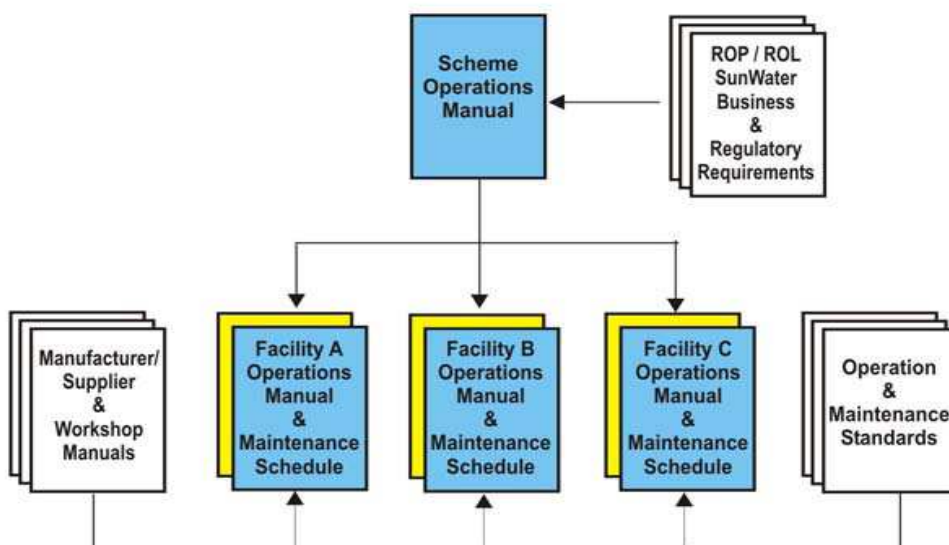 Scheme
Operations
Manual
ROP / ROL
SunWater
Business
&
Regulatory
Requirements
Manufacturer/
Supplier
&
Workshop
Manuals
Facility A
Operations
Manual
&
Maintenance
Schedule
Facility B
Operations
Manual
&
Maintenance
Schedule
Facility C
Operations
Manual
&
Maintenance
Schedule
Operation
&
Maintenance
Standards